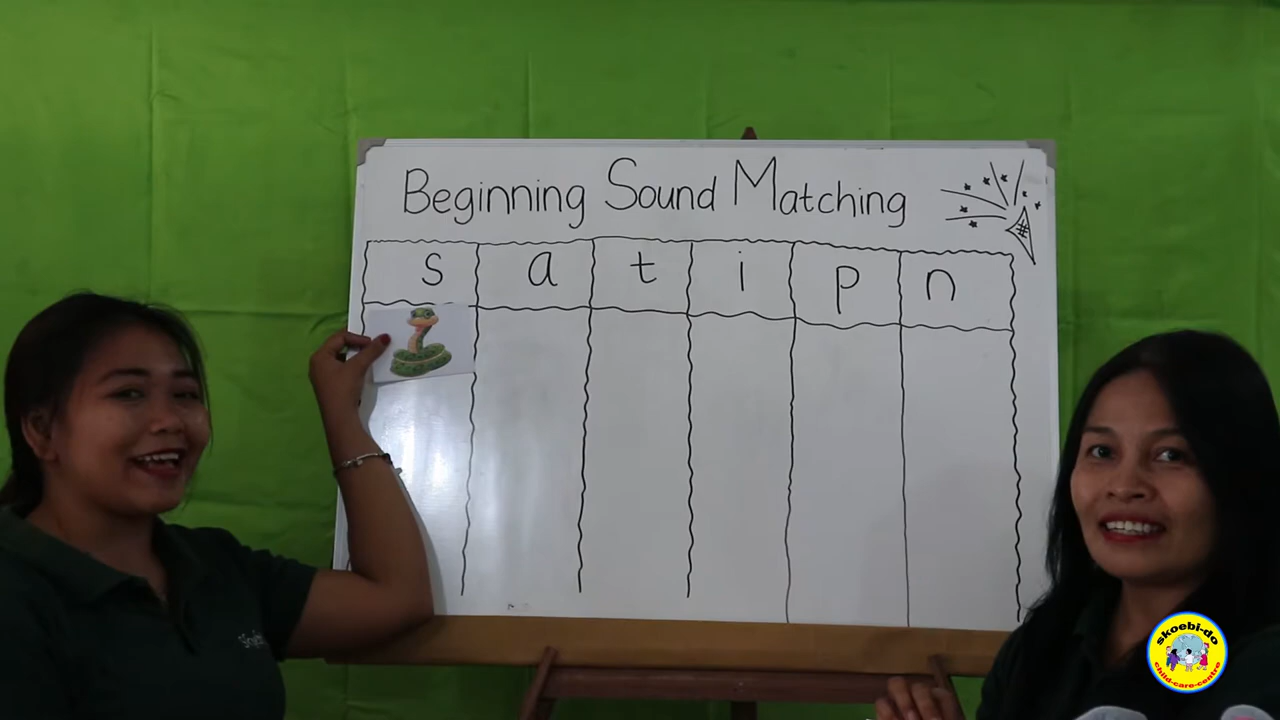 Beginning Sound Matching
s a t i p n
skoebi-do
child-care-centre